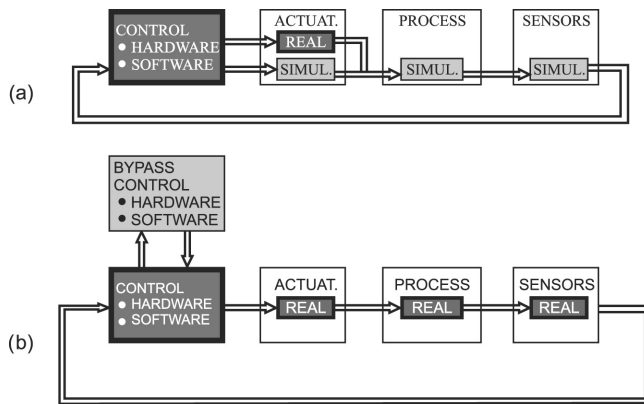 CONTROL
• HARDWARE
• SOFTWARE
ACTUAT.
REAL
SIMUL.
PROCESS
SIMUL.
SENSORS
SIMUL.
(a)
BYPASS
CONTROL
• HARDWARE
• SOFTWARE
CONTROL
• HARDWARE
• SOFTWARE
ACTUAT.
REAL
PROCESS
REAL
SENSORS
REAL
(b)